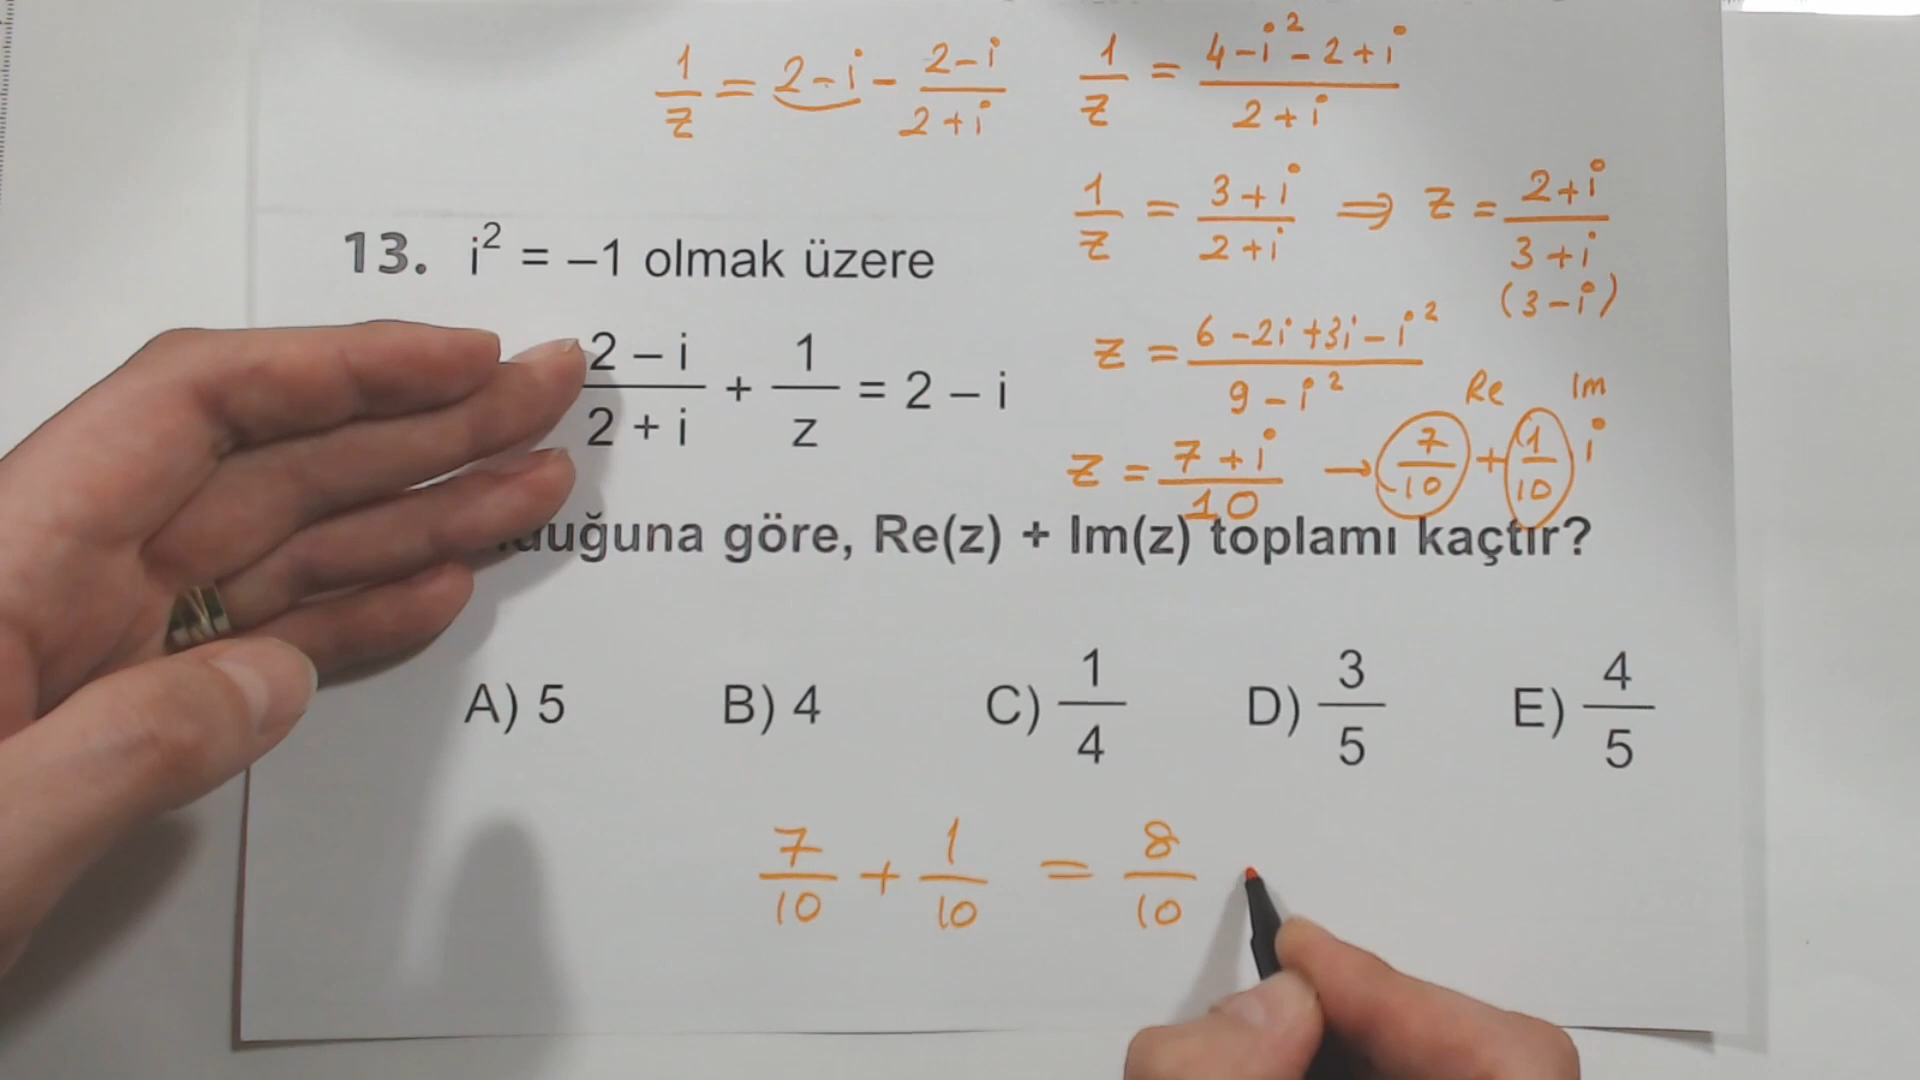 1/z = 2-i - (2-i)/(2+i)
1/z = (4-i²-2+i)/(2+i)
1/z = (3+i)/(2+i) ⇒ z = (2+i)/(3+i)
(3-i)
z = (6-2i+3i-i²)/(9-i²)
Re Im
z = (7+i)/10 → 7/10 + 1/10 i
13. i² = –1 olmak üzere
(2 – i)/(2 + i) + 1/z = 2 – i
göre, Re(z) + Im(z) toplamı kaçtır?
A) 5 B) 4 C) 1/4 D) 3/5 E) 4/5
7/10 + 1/10 = 8/10